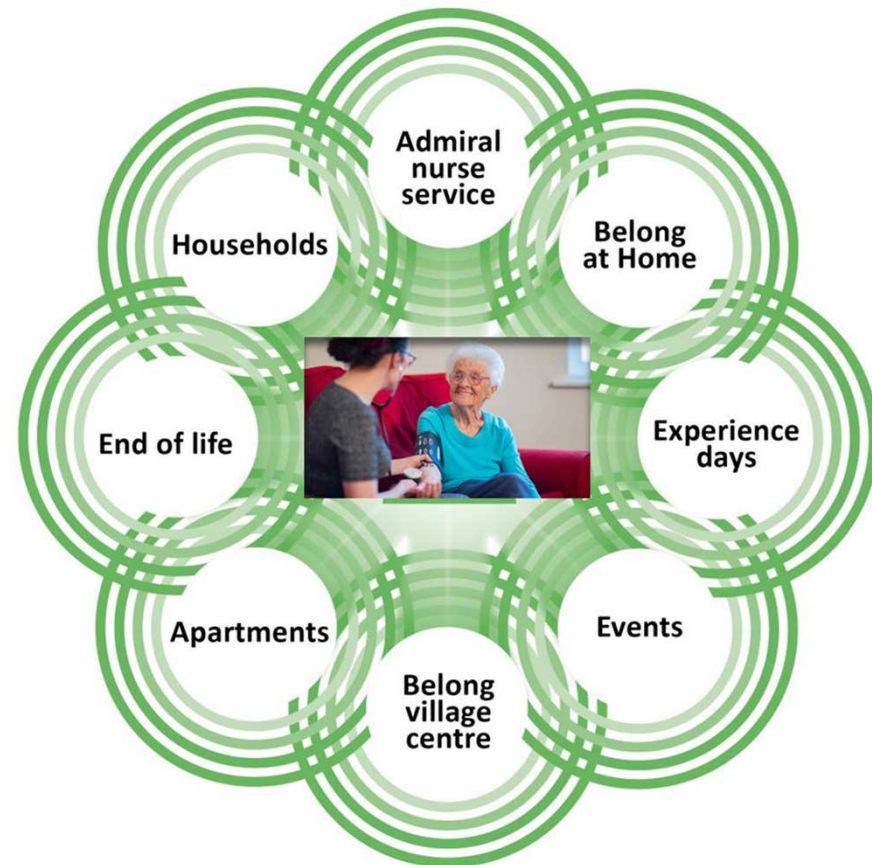 Admiral
nurse
service
Belong
at Home
Experience
days
Events
Belong
village
centre
Apartments
End of life
Households